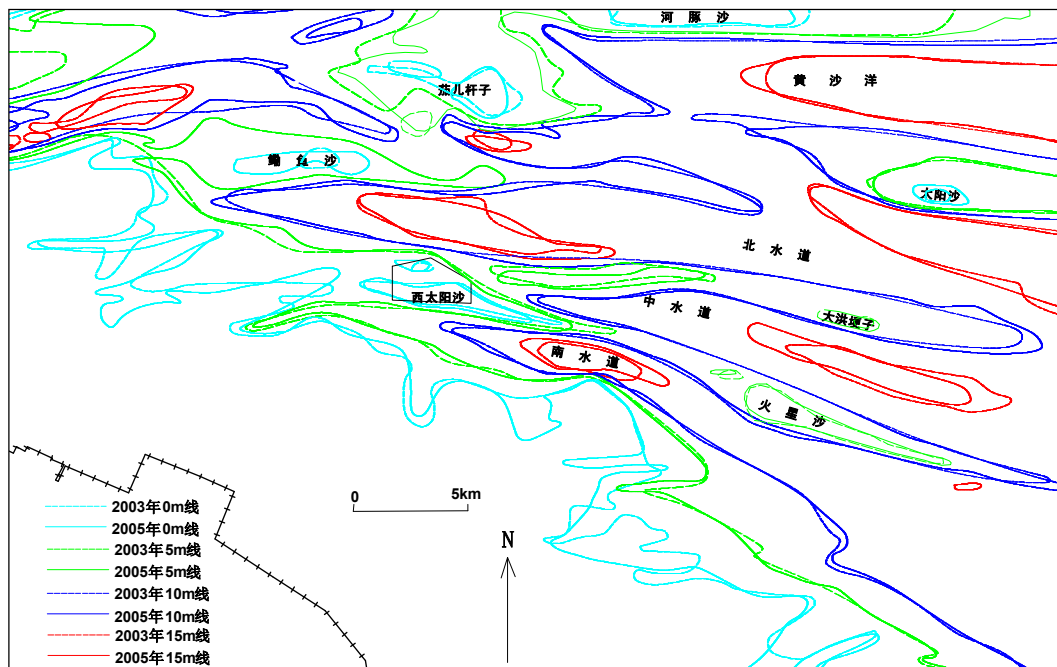 河豚沙
黄沙洋
燕儿杆子
鳓鱼沙
太阳沙
北水道
西太阳沙
中水道
大洪埂子
南水道
火星沙
0 5km
N
2003年0m线
2005年0m线
2003年5m线
2005年5m线
2003年10m线
2005年10m线
2003年15m线
2005年15m线